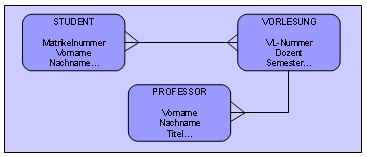 STUDENT
Matrikelnummer
Vorname
Nachname...
VORLESUNG
VL-Nummer
Dozent
Semester...
PROFESSOR
Vorname
Nachname
Titel...